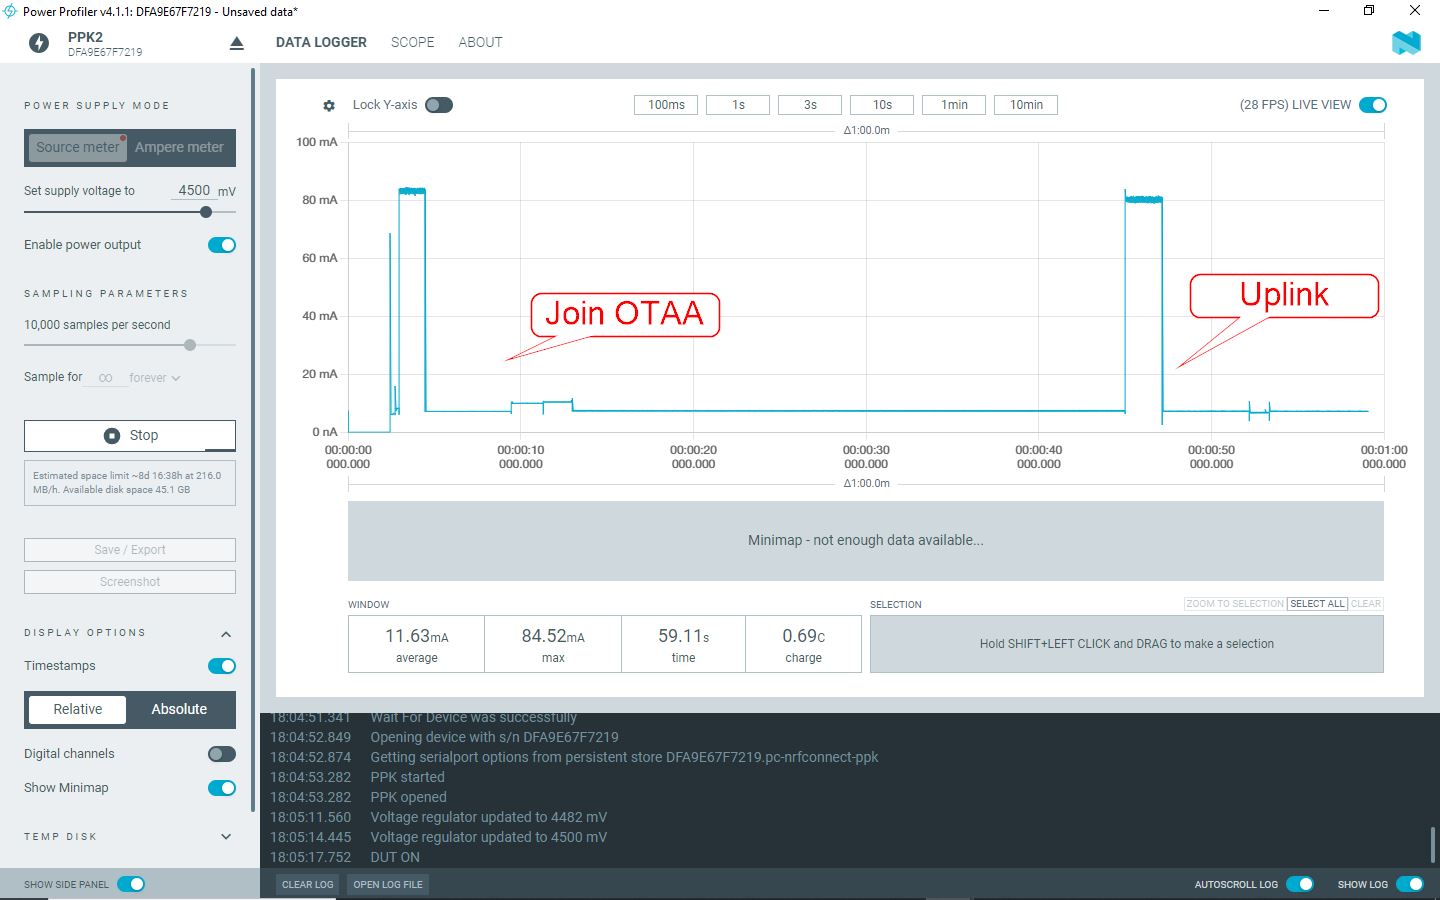 Power Profiler v4.1.1: DFA9E67F7219 - Unsaved data*
PPK2
DFA9E67F7219
DATA LOGGER
SCOPE
ABOUT
POWER SUPPLY MODE
Source meter
Ampere meter
Set supply voltage to 4500 mV
Enable power output
SAMPLING PARAMETERS
10,000 samples per second
Sample for ∞ forever
Stop
Estimated space limit ~8d 16:38h at 216.0
MB/h. Available disk space 45.1 GB
Save / Export
Screenshot
DISPLAY OPTIONS
Timestamps
Relative
Absolute
Digital channels
Show Minimap
TEMP DISK
SHOW SIDE PANEL
Lock Y-axis
100ms
1s
3s
10s
1min
10min
(28 FPS) LIVE VIEW
Δ1:00.0m
100 mA
80 mA
60 mA
40 mA
20 mA
0 nA
Join OTAA
Uplink
00:00:00
000.000
00:00:10
000.000
00:00:20
000.000
00:00:30
000.000
00:00:40
000.000
00:00:50
000.000
00:01:00
000.000
Δ1:00.0m
Minimap - not enough data available...
WINDOW
11.63mA
average
84.52mA
max
59.11s
time
0.69C
charge
SELECTION
ZOOM TO SELECTION
SELECT ALL
CLEAR
Hold SHIFT+LEFT CLICK and DRAG to make a selection
18:04:51.341 Wait For Device was successfully
18:04:52.849 Opening device with s/n DFA9E67F7219
18:04:52.874 Getting serialport options from persistent store DFA9E67F7219.pc-nrfconnect-ppk
18:04:53.282 PPK started
18:04:53.282 PPK opened
18:05:11.560 Voltage regulator updated to 4482 mV
18:05:14.445 Voltage regulator updated to 4500 mV
18:05:17.752 DUT ON
CLEAR LOG
OPEN LOG FILE
AUTOSCROLL LOG
SHOW LOG